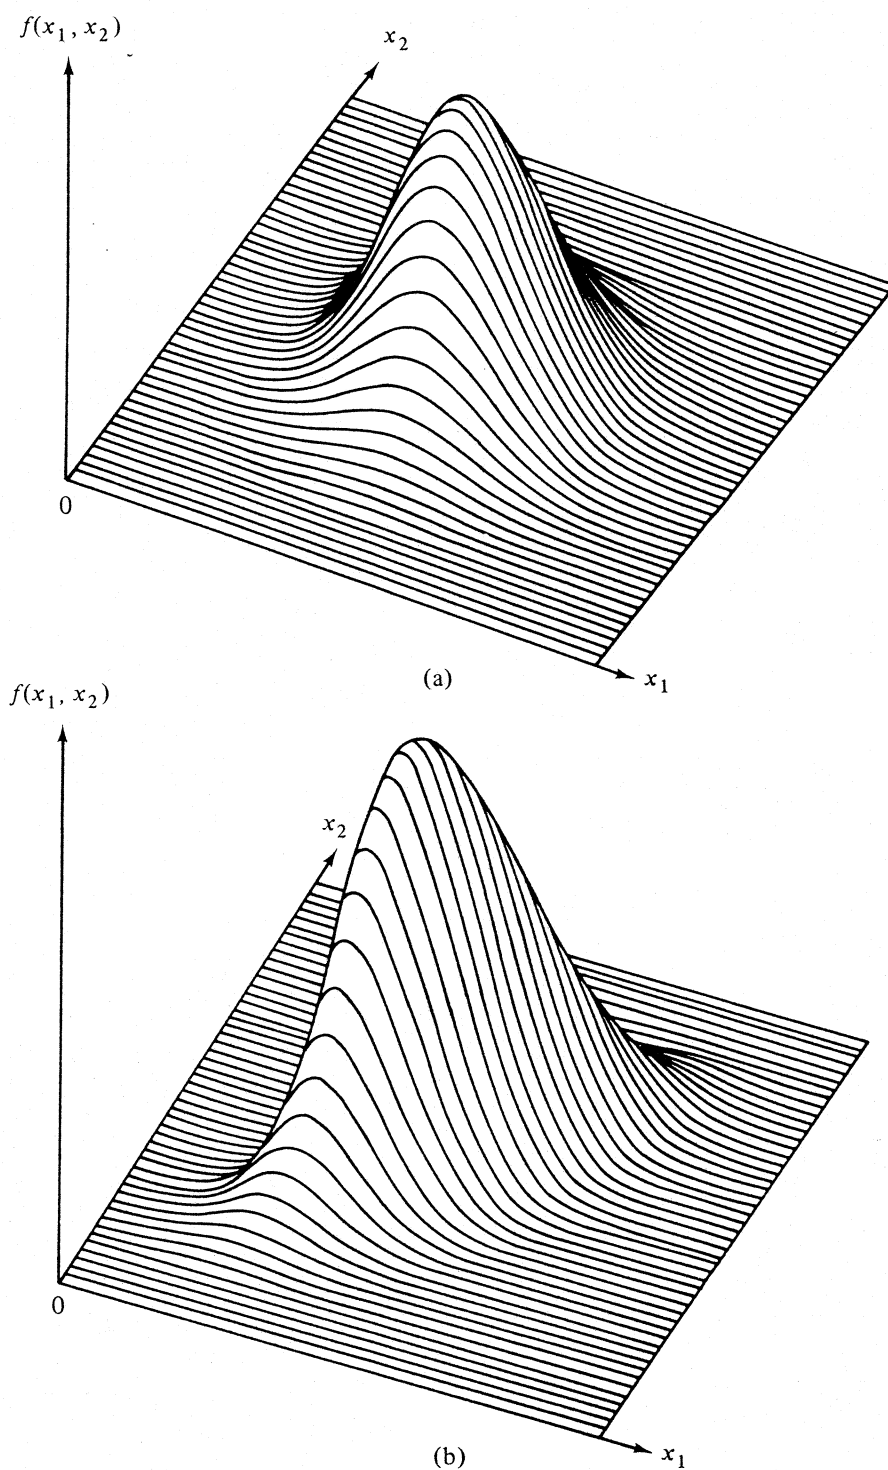 f(x₁, x₂)
x₂
0
x₁
(a)
f(x₁, x₂)
x₂
0
x₁
(b)